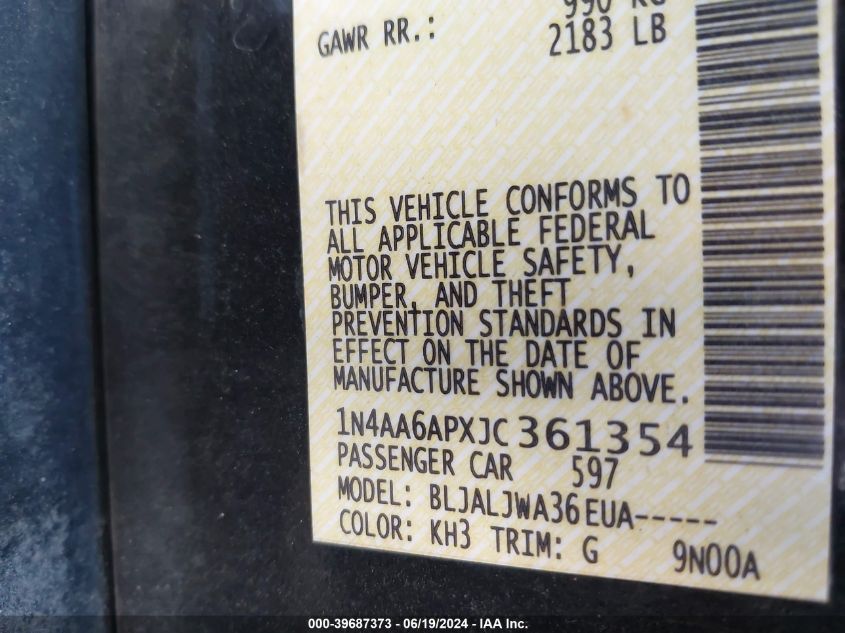 990 KG
GAWR RR.: 2183 LB
THIS VEHICLE CONFORMS TO
ALL APPLICABLE FEDERAL
MOTOR VEHICLE SAFETY,
BUMPER, AND THEFT
PREVENTION STANDARDS IN
EFFECT ON THE DATE OF
MANUFACTURE SHOWN ABOVE.
1N4AA6APXJC361354
PASSENGER CAR 597
MODEL: BLJALJWA36EUA-----
COLOR: KH3 TRIM: G 9N00A
000-39687373 - 06/19/2024 - IAA Inc.